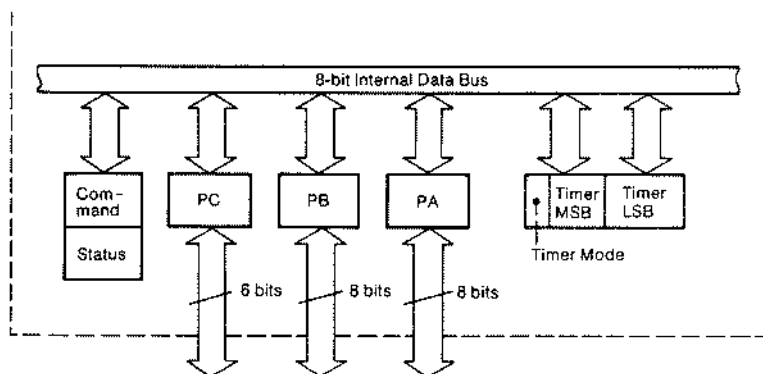 8-bit Internal Data Bus
Com-
mand
Status
PC
PB
PA
Timer
MSB
Timer
LSB
Timer Mode
6 bits
8 bits
8 bits